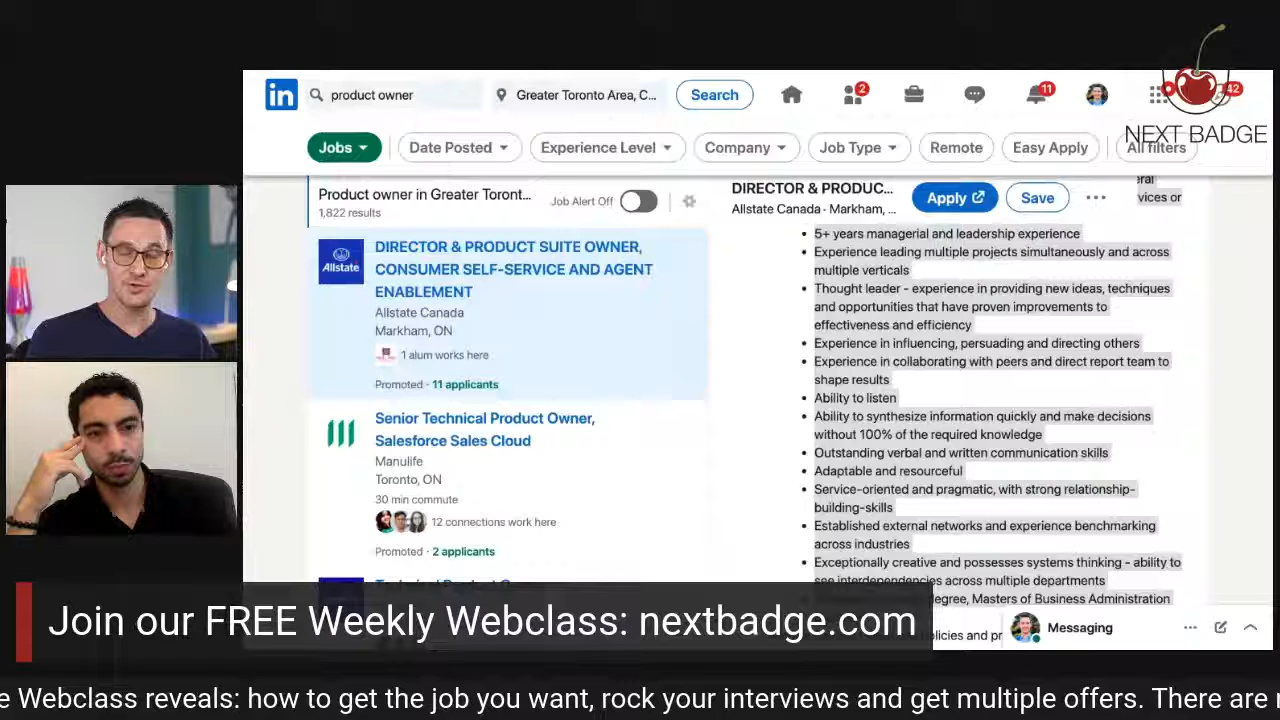 in
product owner
Greater Toronto Area, C...
Search
2
11
42
NEXT BADGE
Jobs
Date Posted
Experience Level
Company
Job Type
Remote
Easy Apply
All filters
Product owner in Greater Toront...
1,822 results
Job Alert Off
DIRECTOR & PRODUCT SUITE OWNER,
CONSUMER SELF-SERVICE AND AGENT
ENABLEMENT
Allstate
Allstate Canada
Markham, ON
1 alum works here
Promoted · 11 applicants
Senior Technical Product Owner,
Salesforce Sales Cloud
Manulife
Toronto, ON
30 min commute
12 connections work here
Promoted · 2 applicants
DIRECTOR & PRODUC...
Allstate Canada · Markham, ...
Apply
Save
vices or
• 5+ years managerial and leadership experience
• Experience leading multiple projects simultaneously and across
multiple verticals
• Thought leader - experience in providing new ideas, techniques
and opportunities that have proven improvements to
effectiveness and efficiency
• Experience in influencing, persuading and directing others
• Experience in collaborating with peers and direct report team to
shape results
• Ability to listen
• Ability to synthesize information quickly and make decisions
without 100% of the required knowledge
• Outstanding verbal and written communication skills
• Adaptable and resourceful
• Service-oriented and pragmatic, with strong relationship-
building-skills
• Established external networks and experience benchmarking
across industries
• Exceptionally creative and possesses systems thinking - ability to
see interdependencies across multiple departments
degree, Masters of Business Administration
Messaging
Join our FREE Weekly Webclass: nextbadge.com
e Webclass reveals: how to get the job you want, rock your interviews and get multiple offers. There are